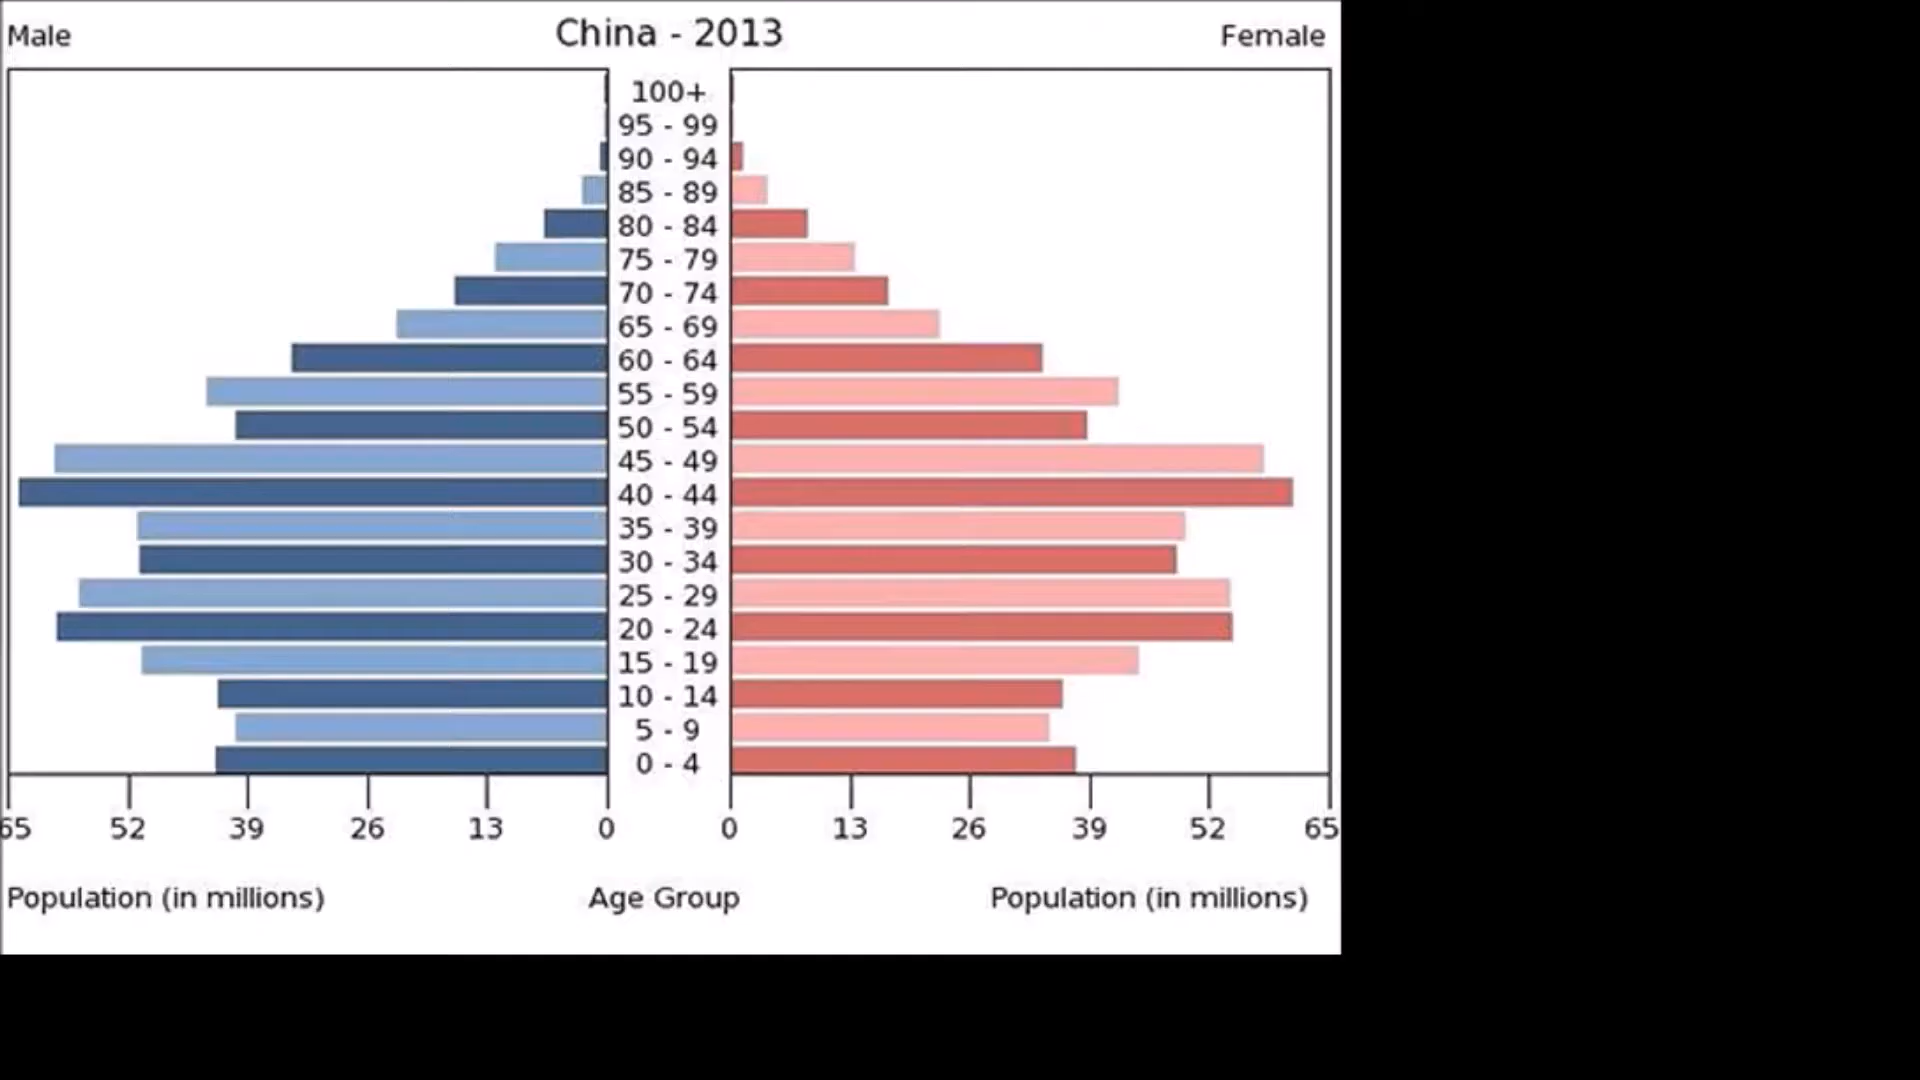 Male China - 2013 Female
100+
95 - 99
90 - 94
85 - 89
80 - 84
75 - 79
70 - 74
65 - 69
60 - 64
55 - 59
50 - 54
45 - 49
40 - 44
35 - 39
30 - 34
25 - 29
20 - 24
15 - 19
10 - 14
5 - 9
0 - 4
65 52 39 26 13 0 0 13 26 39 52 65
Population (in millions) Age Group Population (in millions)